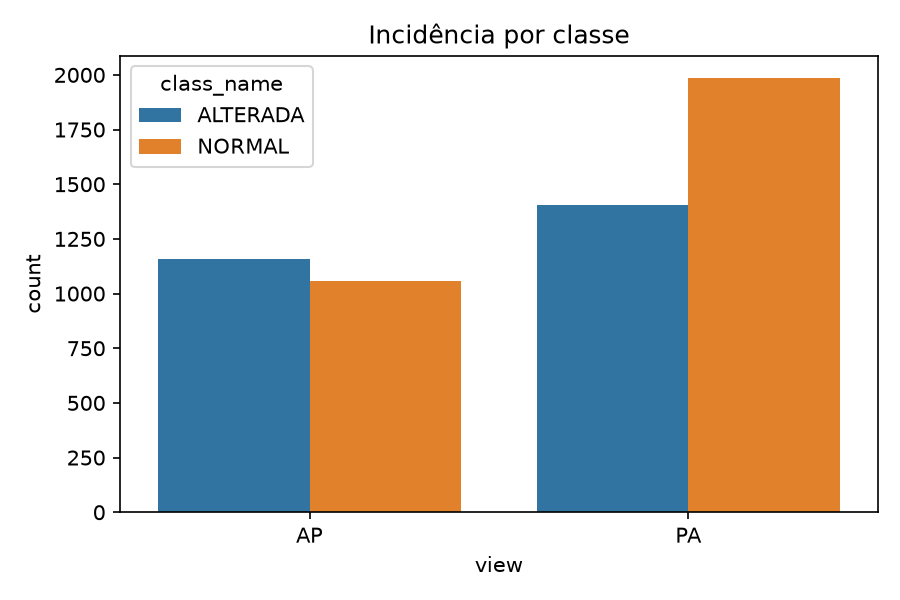 Incidência por classe
class_name
ALTERADA
NORMAL
2000
1750
1500
1250
1000
750
500
250
0
count
AP
PA
view